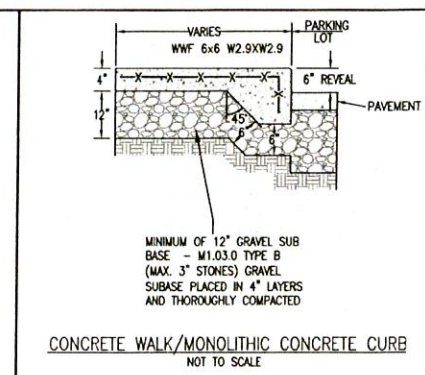 VARIES
PARKING
LOT
WWF 6x6 W2.9XW2.9
4"
6" REVEAL
12"
PAVEMENT
45°
6"
6"
MINIMUM OF 12" GRAVEL SUB
BASE - M1.03.0 TYPE B
(MAX. 3" STONES) GRAVEL
SUBASE PLACED IN 4" LAYERS
AND THOROUGHLY COMPACTED
CONCRETE WALK/MONOLITHIC CONCRETE CURB
NOT TO SCALE